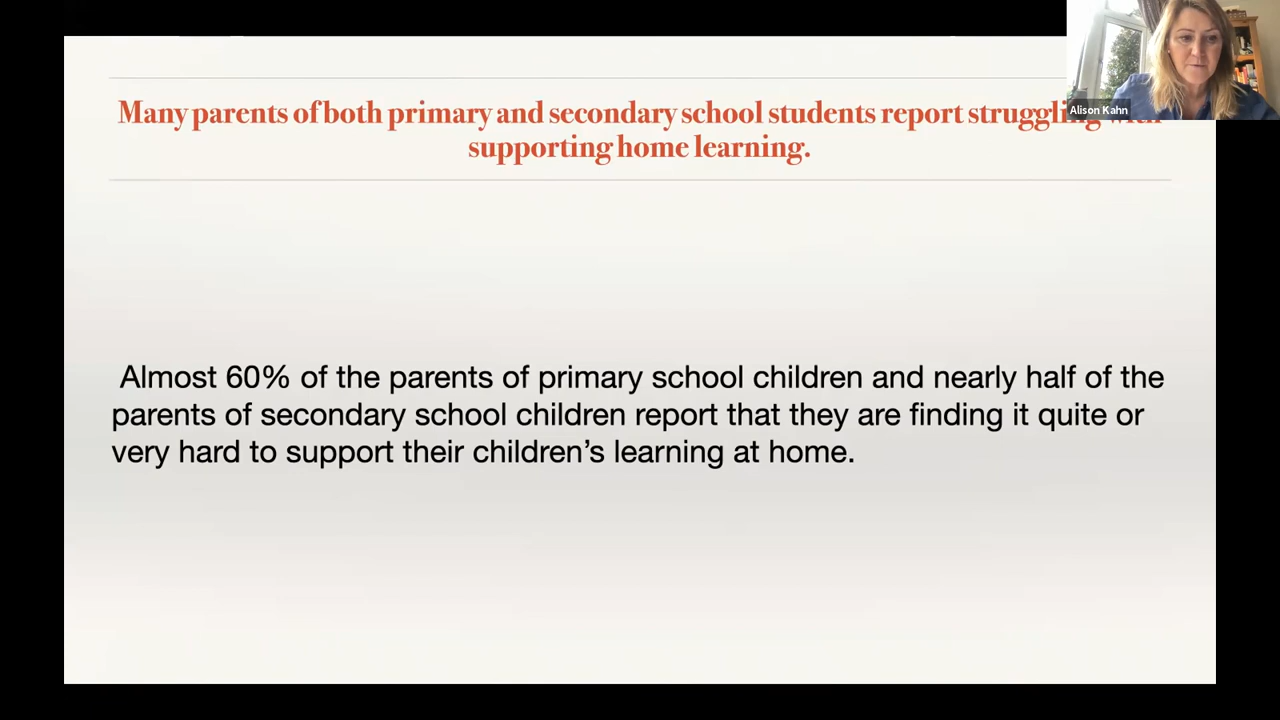 Many parents of both primary and secondary school students report struggling with
supporting home learning.
Alison Kahn
Almost 60% of the parents of primary school children and nearly half of the
parents of secondary school children report that they are finding it quite or
very hard to support their children’s learning at home.